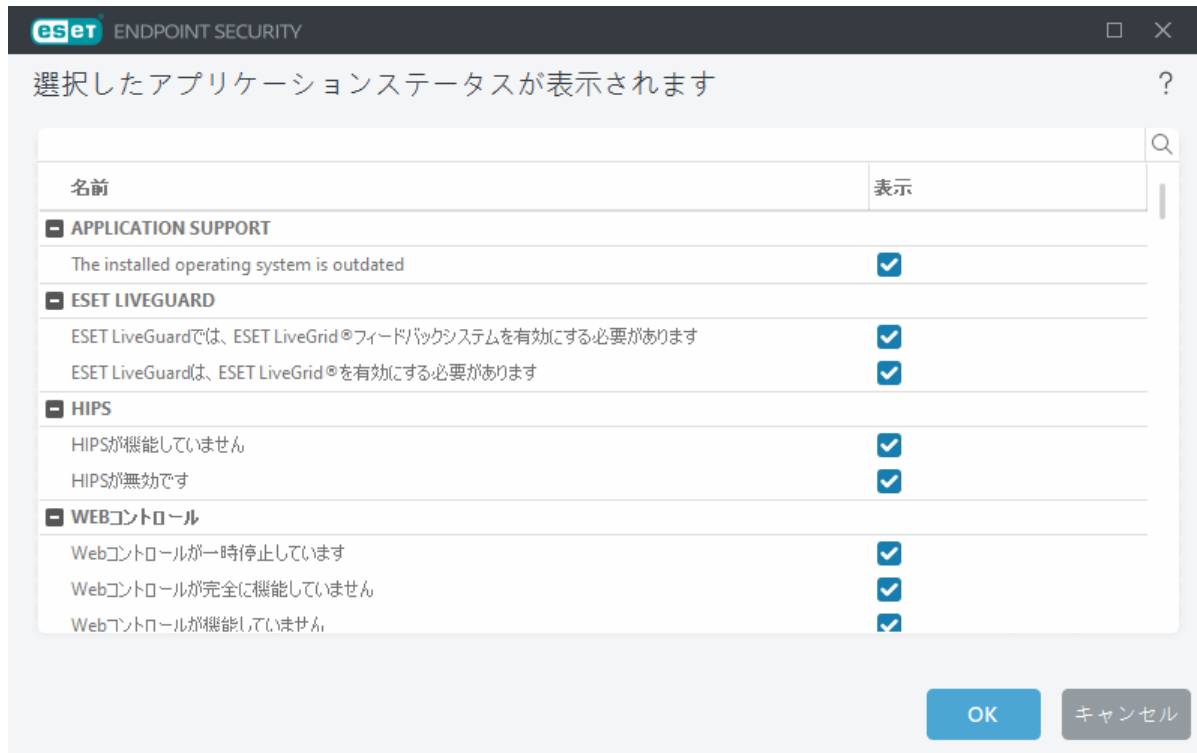 eset ENDPOINT SECURITY
選択したアプリケーションステータスが表示されます ?
名前 表示
APPLICATION SUPPORT
The installed operating system is outdated
ESET LIVEGUARD
ESET LiveGuardでは、ESET LiveGrid®フィードバックシステムを有効にする必要があります
ESET LiveGuardは、ESET LiveGrid®を有効にする必要があります
HIPS
HIPSが機能していません
HIPSが無効です
WEBコントロール
Webコントロールが一時停止しています
Webコントロールが完全に機能していません
Webコントロールが機能していません
OK キャンセル